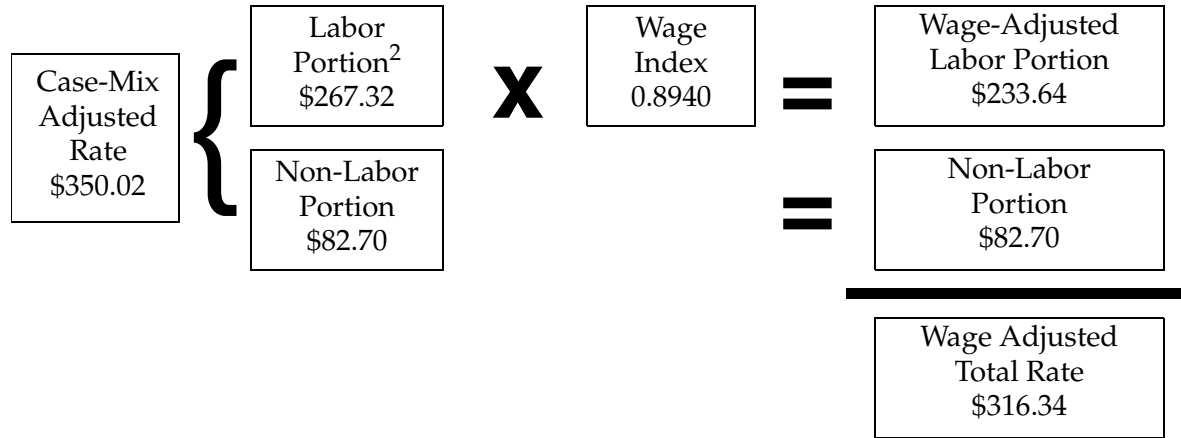 Case-Mix
Adjusted
Rate
$350.02
{
Labor
Portion2
$267.32
Non-Labor
Portion
$82.70
x
Wage
Index
0.8940
=
Wage-Adjusted
Labor Portion
$233.64
=
Non-Labor
Portion
$82.70
Wage Adjusted
Total Rate
$316.34